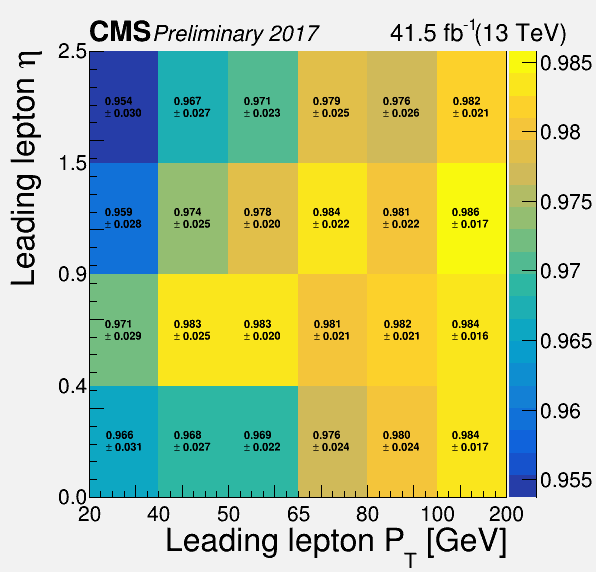 CMS Preliminary 2017 41.5 fb-1(13 TeV)
2.5
0.954 0.967 0.971 0.979 0.976 0.982
± 0.030 ± 0.027 ± 0.023 ± 0.025 ± 0.026 ± 0.021
1.5
0.959 0.974 0.978 0.984 0.981 0.986
± 0.028 ± 0.025 ± 0.020 ± 0.022 ± 0.022 ± 0.017
0.9
0.971 0.983 0.983 0.981 0.982 0.984
± 0.029 ± 0.025 ± 0.020 ± 0.021 ± 0.021 ± 0.016
0.4
0.966 0.968 0.969 0.976 0.980 0.984
± 0.031 ± 0.027 ± 0.022 ± 0.024 ± 0.024 ± 0.017
0.0
20 40 50 65 80 100 200
Leading lepton PT [GeV]
Leading lepton η
0.985
0.98
0.975
0.97
0.965
0.96
0.955